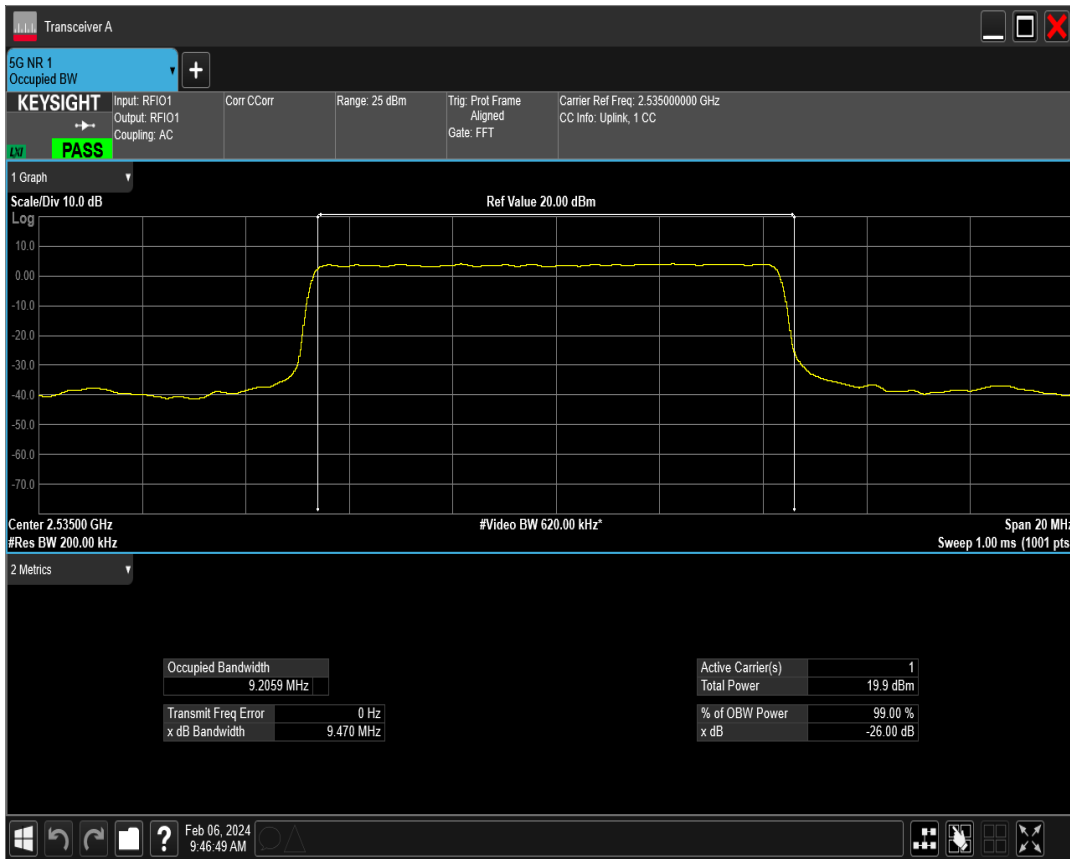 Transceiver A
5G NR 1
Occupied BW
KEYSIGHT
LXI
PASS
Input: RFIO1
Output: RFIO1
Coupling: AC
Corr CCorr
Range: 25 dBm
Trig: Prot Frame
Aligned
Gate: FFT
Carrier Ref Freq: 2.535000000 GHz
CC Info: Uplink, 1 CC
1 Graph
Scale/Div 10.0 dB
Ref Value 20.00 dBm
Log
10.0
0.00
-10.0
-20.0
-30.0
-40.0
-50.0
-60.0
-70.0
Center 2.53500 GHz
#Video BW 620.00 kHz*
Span 20 MHz
#Res BW 200.00 kHz
Sweep 1.00 ms (1001 pts
2 Metrics
Occupied Bandwidth
9.2059 MHz
Transmit Freq Error 0 Hz
x dB Bandwidth 9.470 MHz
Active Carrier(s) 1
Total Power 19.9 dBm
% of OBW Power 99.00 %
x dB -26.00 dB
Feb 06, 2024
9:46:49 AM